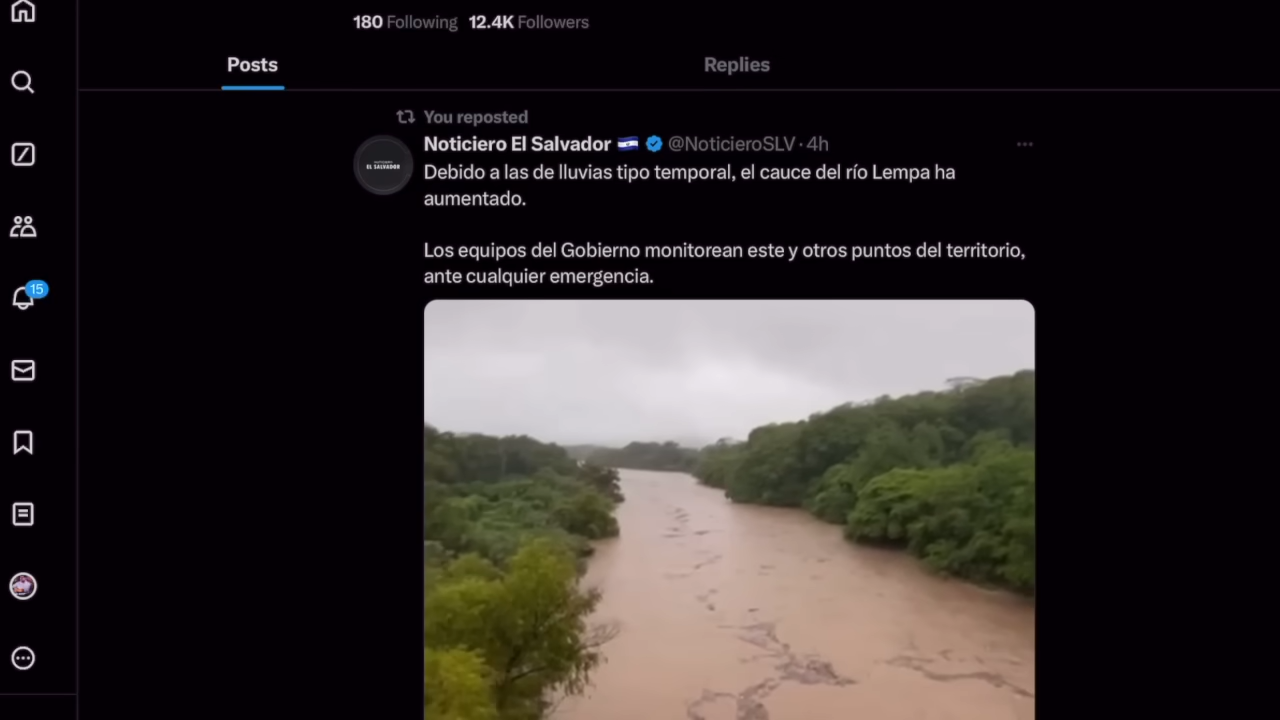 180 Following 12.4K Followers
Posts Replies
You reposted
Noticiero El Salvador 🇸🇻 @NoticieroSLV · 4h
Debido a las de lluvias tipo temporal, el cauce del río Lempa ha
aumentado.
Los equipos del Gobierno monitorean este y otros puntos del territorio,
ante cualquier emergencia.
15
EL SALVADOR